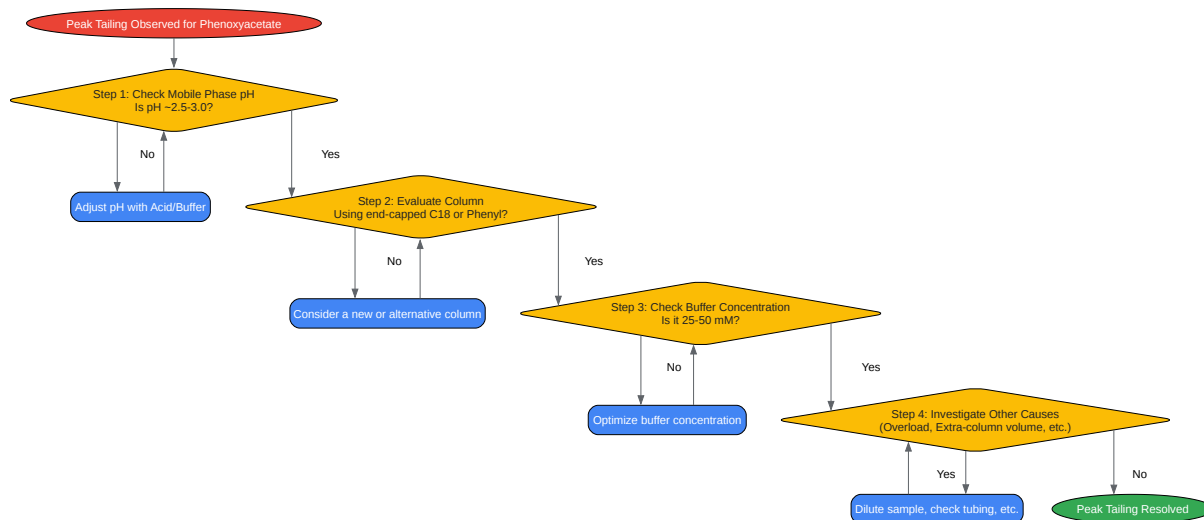 Peak Tailing Observed for Phenoxyacetate
Step 1: Check Mobile Phase pH
Is pH ~2.5-3.0?
No
Yes
Adjust pH with Acid/Buffer
Step 2: Evaluate Column
Using end-capped C18 or Phenyl?
No
Yes
Consider a new or alternative column
Step 3: Check Buffer Concentration
Is it 25-50 mM?
No
Yes
Optimize buffer concentration
Step 4: Investigate Other Causes
(Overload, Extra-column volume, etc.)
Yes
No
Dilute sample, check tubing, etc.
Peak Tailing Resolved